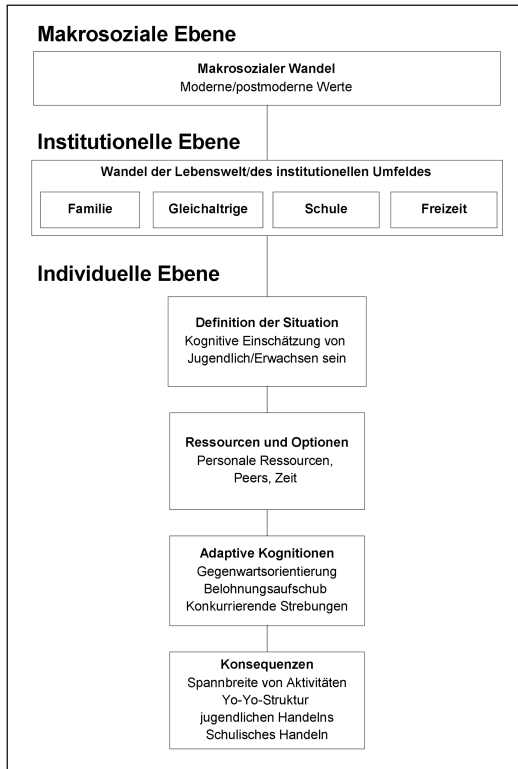 Makrosoziale Ebene
Makrosozialer Wandel
Moderne/postmoderne Werte
Institutionelle Ebene
Wandel der Lebenswelt/des institutionellen Umfeldes
Familie
Gleichaltrige
Schule
Freizeit
Individuelle Ebene
Definition der Situation
Kognitive Einschätzung von
Jugendlich/Erwachsen sein
Ressourcen und Optionen
Personale Ressourcen,
Peers, Zeit
Adaptive Kognitionen
Gegenwartsorientierung
Belohnungsaufschub
Konkurrierende Strebungen
Konsequenzen
Spannbreite von Aktivitäten
Yo-Yo-Struktur
jugendlichen Handelns
Schulisches Handeln